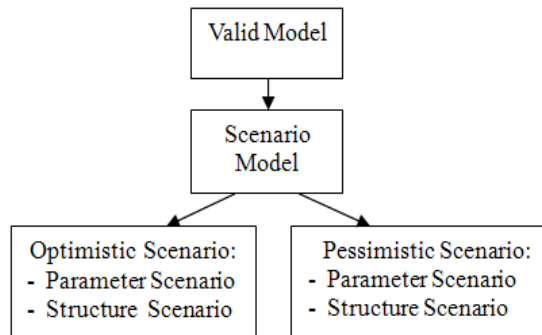 Valid Model
Scenario
Model
Optimistic Scenario:
- Parameter Scenario
- Structure Scenario
Pessimistic Scenario:
- Parameter Scenario
- Structure Scenario